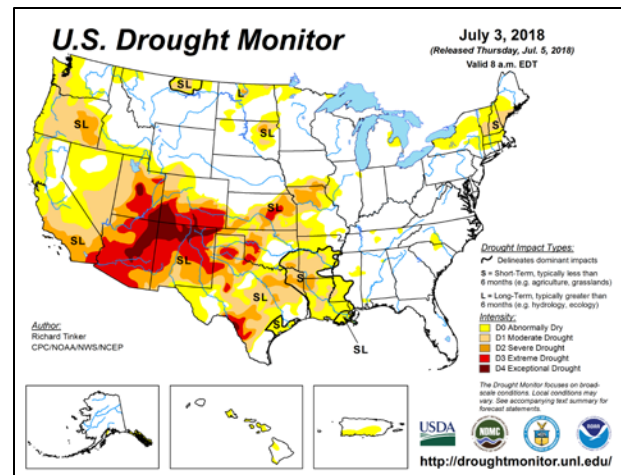 U.S. Drought Monitor
July 3, 2018
(Released Thursday, Jul. 5, 2018)
Valid 8 a.m. EDT
SL
L
SL
SL
S
SL
SL
SL
S
SL
SL
SL
Drought Impact Types:
Delineates dominant impacts
S = Short-Term, typically less than
6 months (e.g. agriculture, grasslands)
L = Long-Term, typically greater than
6 months (e.g. hydrology, ecology)
Intensity:
D0 Abnormally Dry
D1 Moderate Drought
D2 Severe Drought
D3 Extreme Drought
D4 Exceptional Drought
Author:
Richard Tinker
CPC/NOAA/NWS/NCEP
The Drought Monitor focuses on broad-
scale conditions. Local conditions may
vary. See accompanying text summary for
forecast statements.
USDA
NDMC
NOAA
http://droughtmonitor.unl.edu/